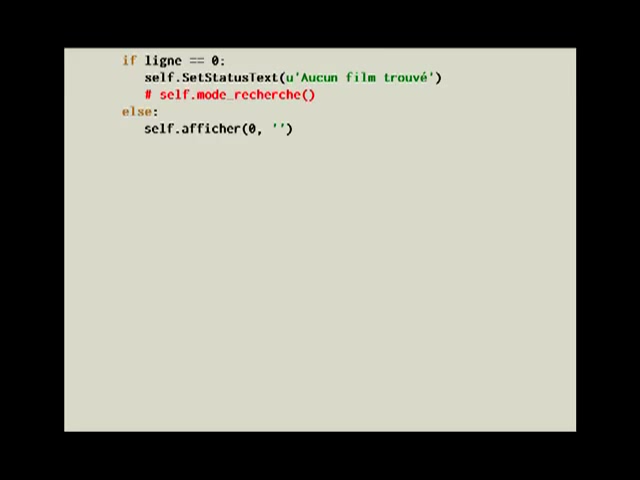 if ligne == 0:
self.SetStatusText(u'Aucun film trouvé')
# self.mode_recherche()
else:
self.afficher(0, '')